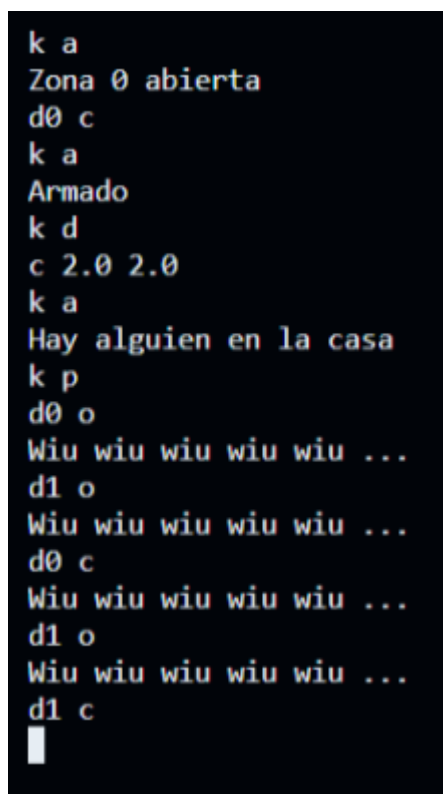 k a
Zona 0 abierta
d0 c
k a
Armado
k d
c 2.0 2.0
k a
Hay alguien en la casa
k p
d0 o
Wiu wiu wiu wiu wiu ...
d1 o
Wiu wiu wiu wiu wiu ...
d0 c
Wiu wiu wiu wiu wiu ...
d1 o
Wiu wiu wiu wiu wiu ...
d1 c